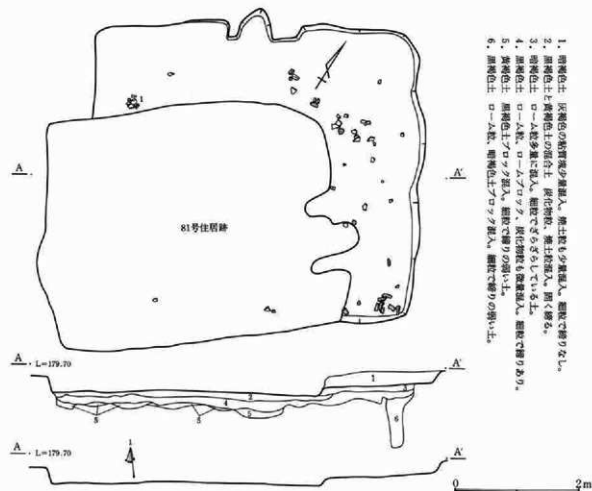 1、暗褐色土 灰褐色の粘質塊少量混入。焼土粒も少量混入。細粒で締りなし。
2、黒褐色土と黄褐色土の混合土 炭化物粒、焼土粒混入。固く締る。
3、暗褐色土 ローム粒多量に混入。細粒でざらざらしている土。
4、黒褐色土 ローム粒、ロームブロック、炭化物粒も微量混入。細粒で締りあり。
5、黄褐色土 黒褐色土ブロック混入。細粒で締りの弱い土。
6、黒褐色土 ローム粒、暗褐色土ブロック混入。細粒で締りの弱い土。
1
A
A'
81号住居跡
A . L=179.70
A'
1
2
3
4
5
5
5
6
A . L=179.70
A'
1
0
2m